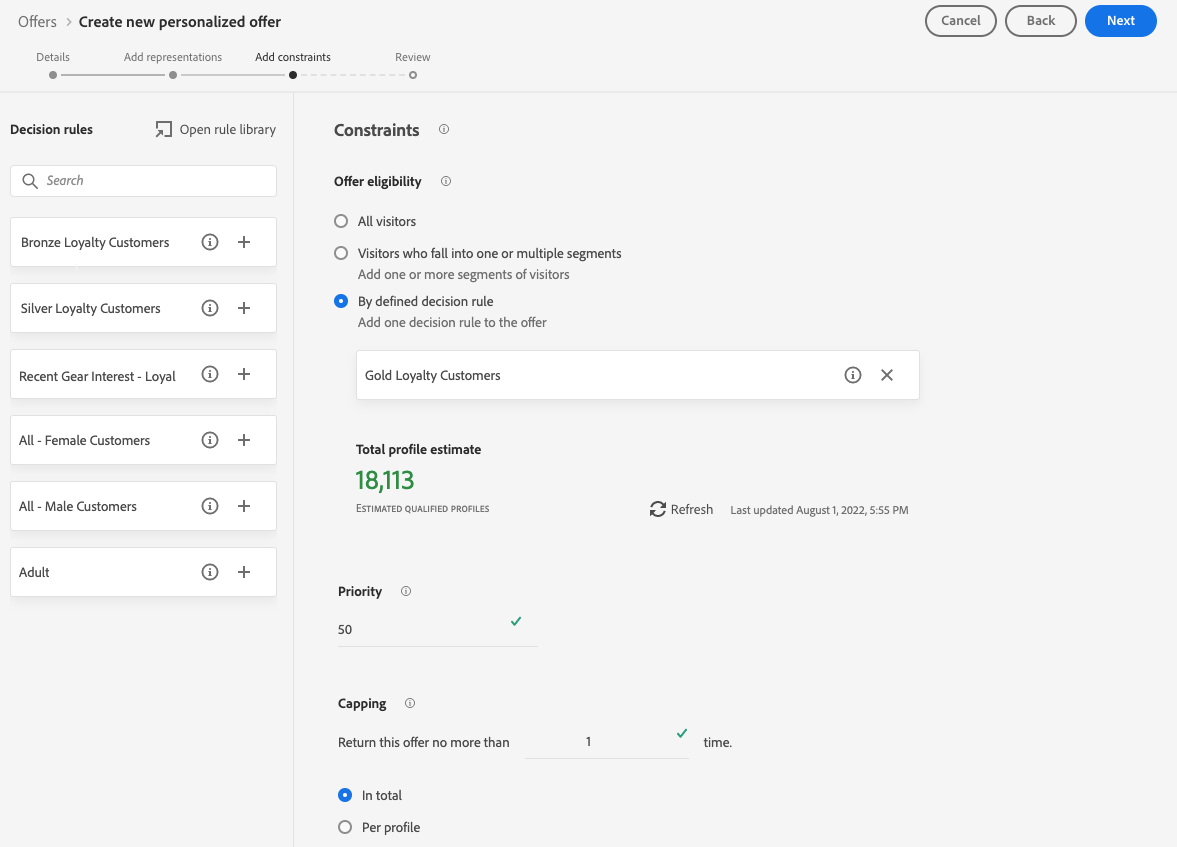 Offers > Create new personalized offer
Cancel
Back
Next
Details
Add representations
Add constraints
Review
Decision rules
Open rule library
Search
Bronze Loyalty Customers
Silver Loyalty Customers
Recent Gear Interest - Loyal
All - Female Customers
All - Male Customers
Adult
Constraints
Offer eligibility
All visitors
Visitors who fall into one or multiple segments
Add one or more segments of visitors
By defined decision rule
Add one decision rule to the offer
Gold Loyalty Customers
Total profile estimate
18,113
ESTIMATED QUALIFIED PROFILES
Refresh
Last updated August 1, 2022, 5:55 PM
Priority
50
Capping
Return this offer no more than 1 time.
In total
Per profile